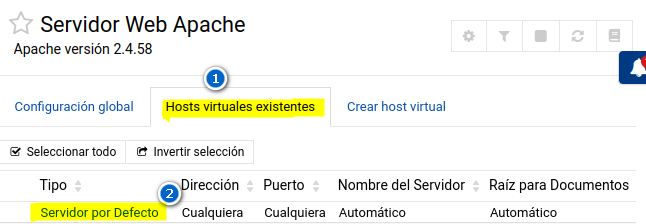 Servidor Web Apache
Apache versión 2.4.58
1
Configuración global Hosts virtuales existentes Crear host virtual
Seleccionar todo Invertir selección
Tipo Dirección Puerto Nombre del Servidor Raíz para Documentos
2
Servidor por Defecto Cualquiera Cualquiera Automático Automático